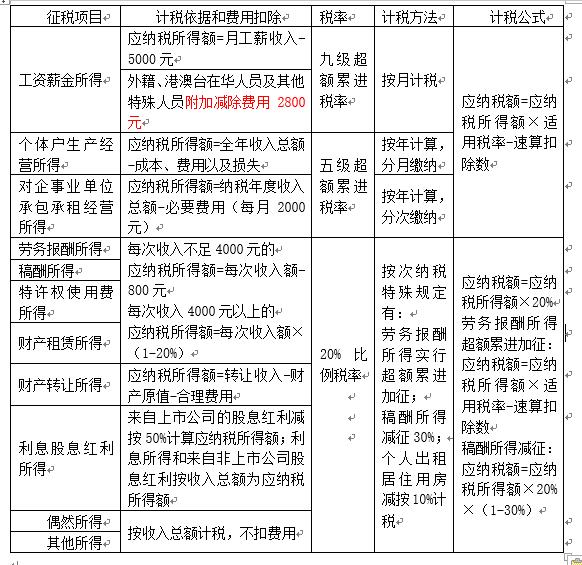 征税项目
计税依据和费用扣除
税率
计税方法
计税公式
工资薪金所得
应纳税所得额=月工薪收入-
5000元
外籍、港澳台在华人员及其他
特殊人员附加减除费用 2800
元
九级超
额累进
税率
按月计税
应纳税额=应纳
税所得额×适
用税率-速算扣
除数
个体户生产经
营所得
应纳税所得额=全年收入总额
-成本、费用以及损失
五级超
额累进
税率
按年计算,
分月缴纳
对企事业单位
承包承租经营
所得
应纳税所得额=纳税年度收入
总额-必要费用（每月 2000
元）
按年计算,
分次缴纳
劳务报酬所得
稿酬所得
特许权使用费
所得
财产租赁所得
每次收入不足 4000 元的
应纳税所得额=每次收入额-
800 元
每次收入 4000 元以上的
应纳税所得额=每次收入额×
（1-20%）
20% 比
例税率
按次纳税
特殊规定
有：
劳务报酬
所得实行
超额累进
加征；
稿酬所得
减征 30%；
个人出租
居住用房
减按10%计
税
应纳税额=应纳
税所得额×20%
劳务报酬所得
超额累进加征：
应纳税额=应纳
税所得额×适
用税率-速算扣
除数
稿酬所得减征：
应纳税额=应纳
税所得额×20%
×（1-30%）
财产转让所得
应纳税所得额=转让收入-财
产原值-合理费用
利息股息红利
所得
来自上市公司的股息红利减
按50%计算应纳税所得额；利
息所得和来自非上市公司股
息红利按收入总额为应纳税
所得额
偶然所得
其他所得
按收入总额计税，不扣费用